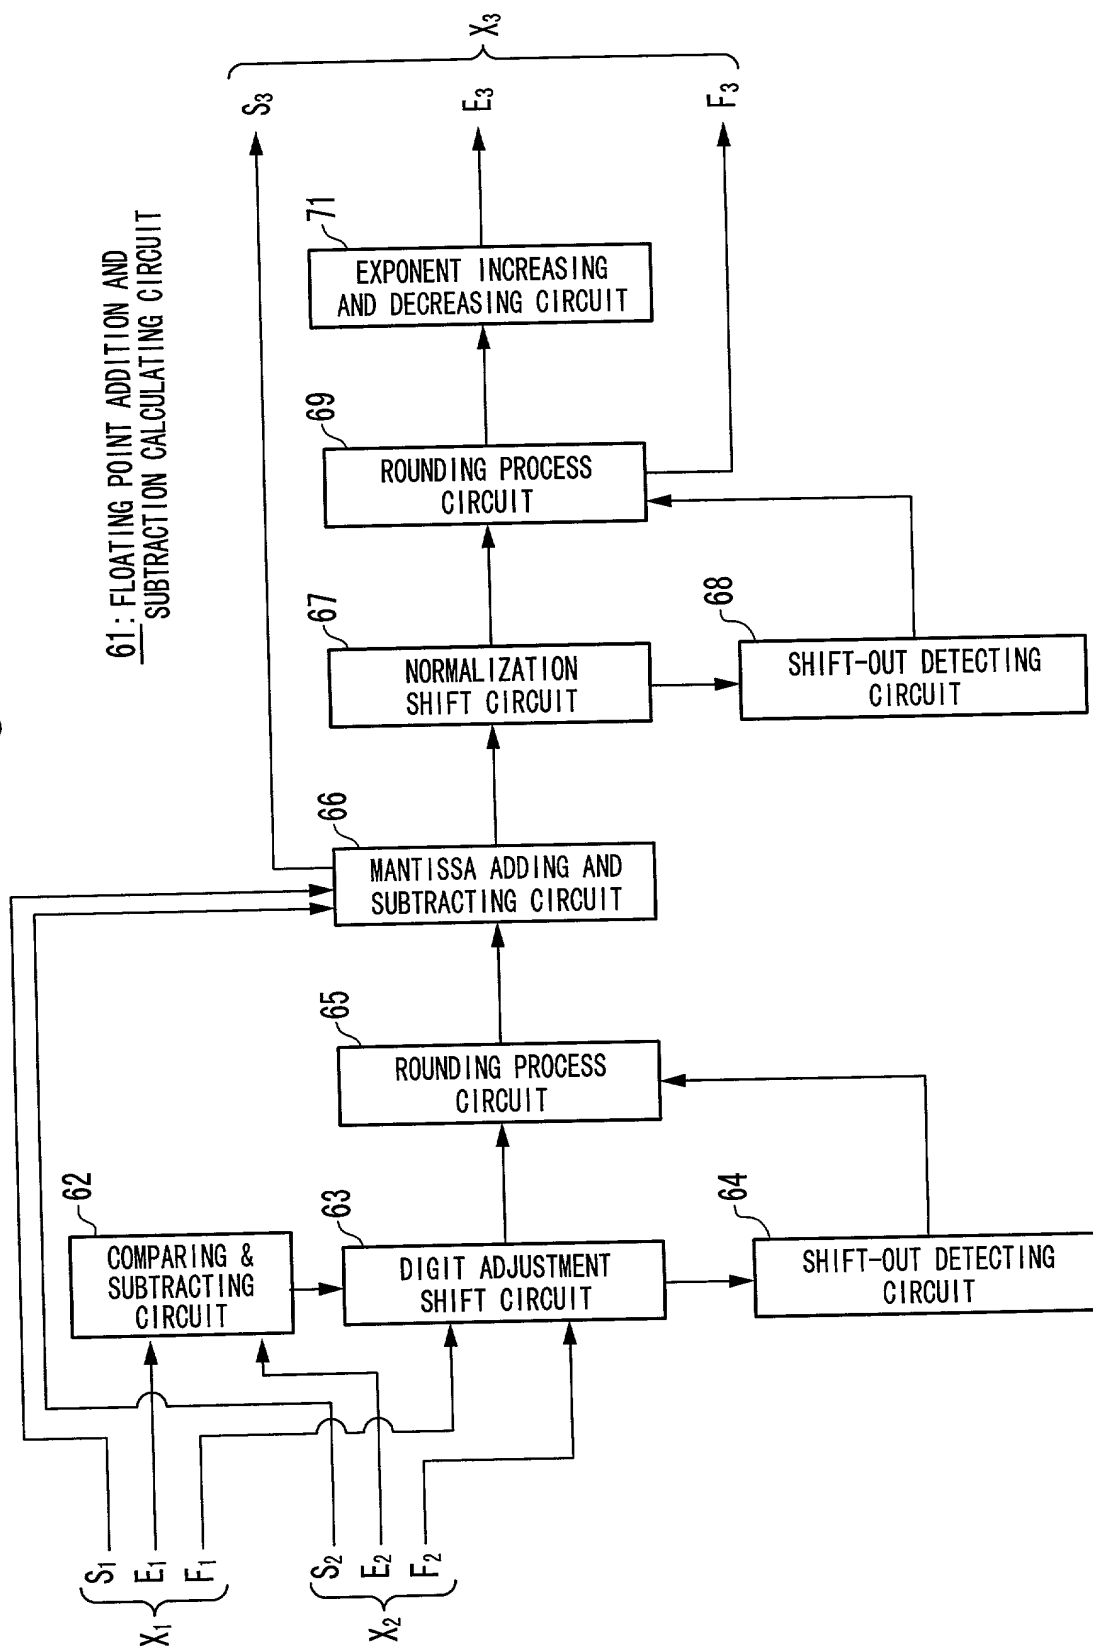 61: FLOATING POINT ADDITION AND
SUBTRACTION CALCULATING CIRCUIT
X1
S1
E1
F1
X2
S2
E2
F2
62
COMPARING &
SUBTRACTING
CIRCUIT
63
DIGIT ADJUSTMENT
SHIFT CIRCUIT
64
SHIFT-OUT DETECTING
CIRCUIT
65
ROUNDING PROCESS
CIRCUIT
66
MANTISSA ADDING AND
SUBTRACTING CIRCUIT
67
NORMALIZATION
SHIFT CIRCUIT
68
SHIFT-OUT DETECTING
CIRCUIT
69
ROUNDING PROCESS
CIRCUIT
71
EXPONENT INCREASING
AND DECREASING CIRCUIT
S3
E3
F3
X3